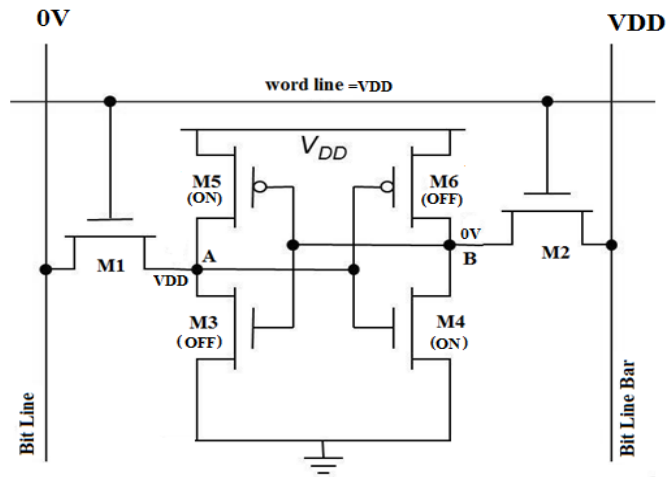 0V
VDD
word line =VDD
VDD
M5
(ON)
M6
(OFF)
M1
VDD
A
0V
B
M2
M3
(OFF)
M4
(ON)
Bit Line
Bit Line Bar